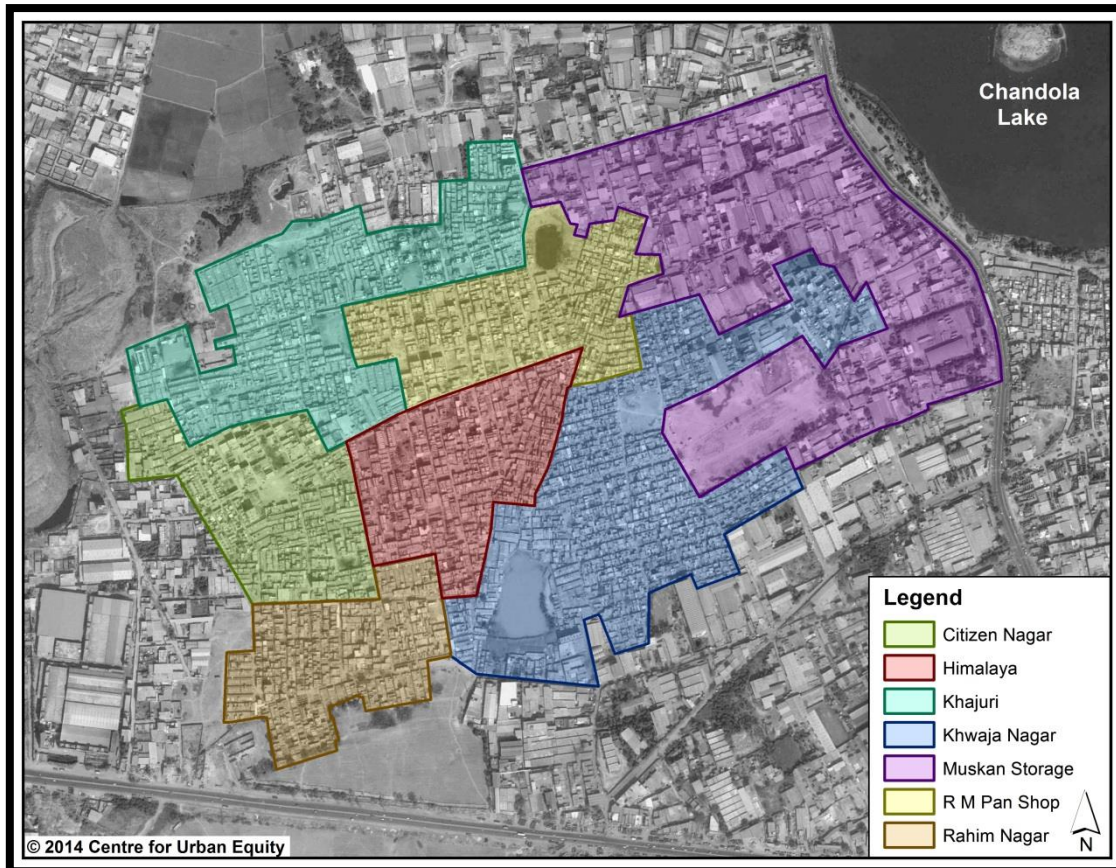 Chandola
Lake
Legend
Citizen Nagar
Himalaya
Khajuri
Khwaja Nagar
Muskan Storage
R M Pan Shop
Rahim Nagar
N
© 2014 Centre for Urban Equity